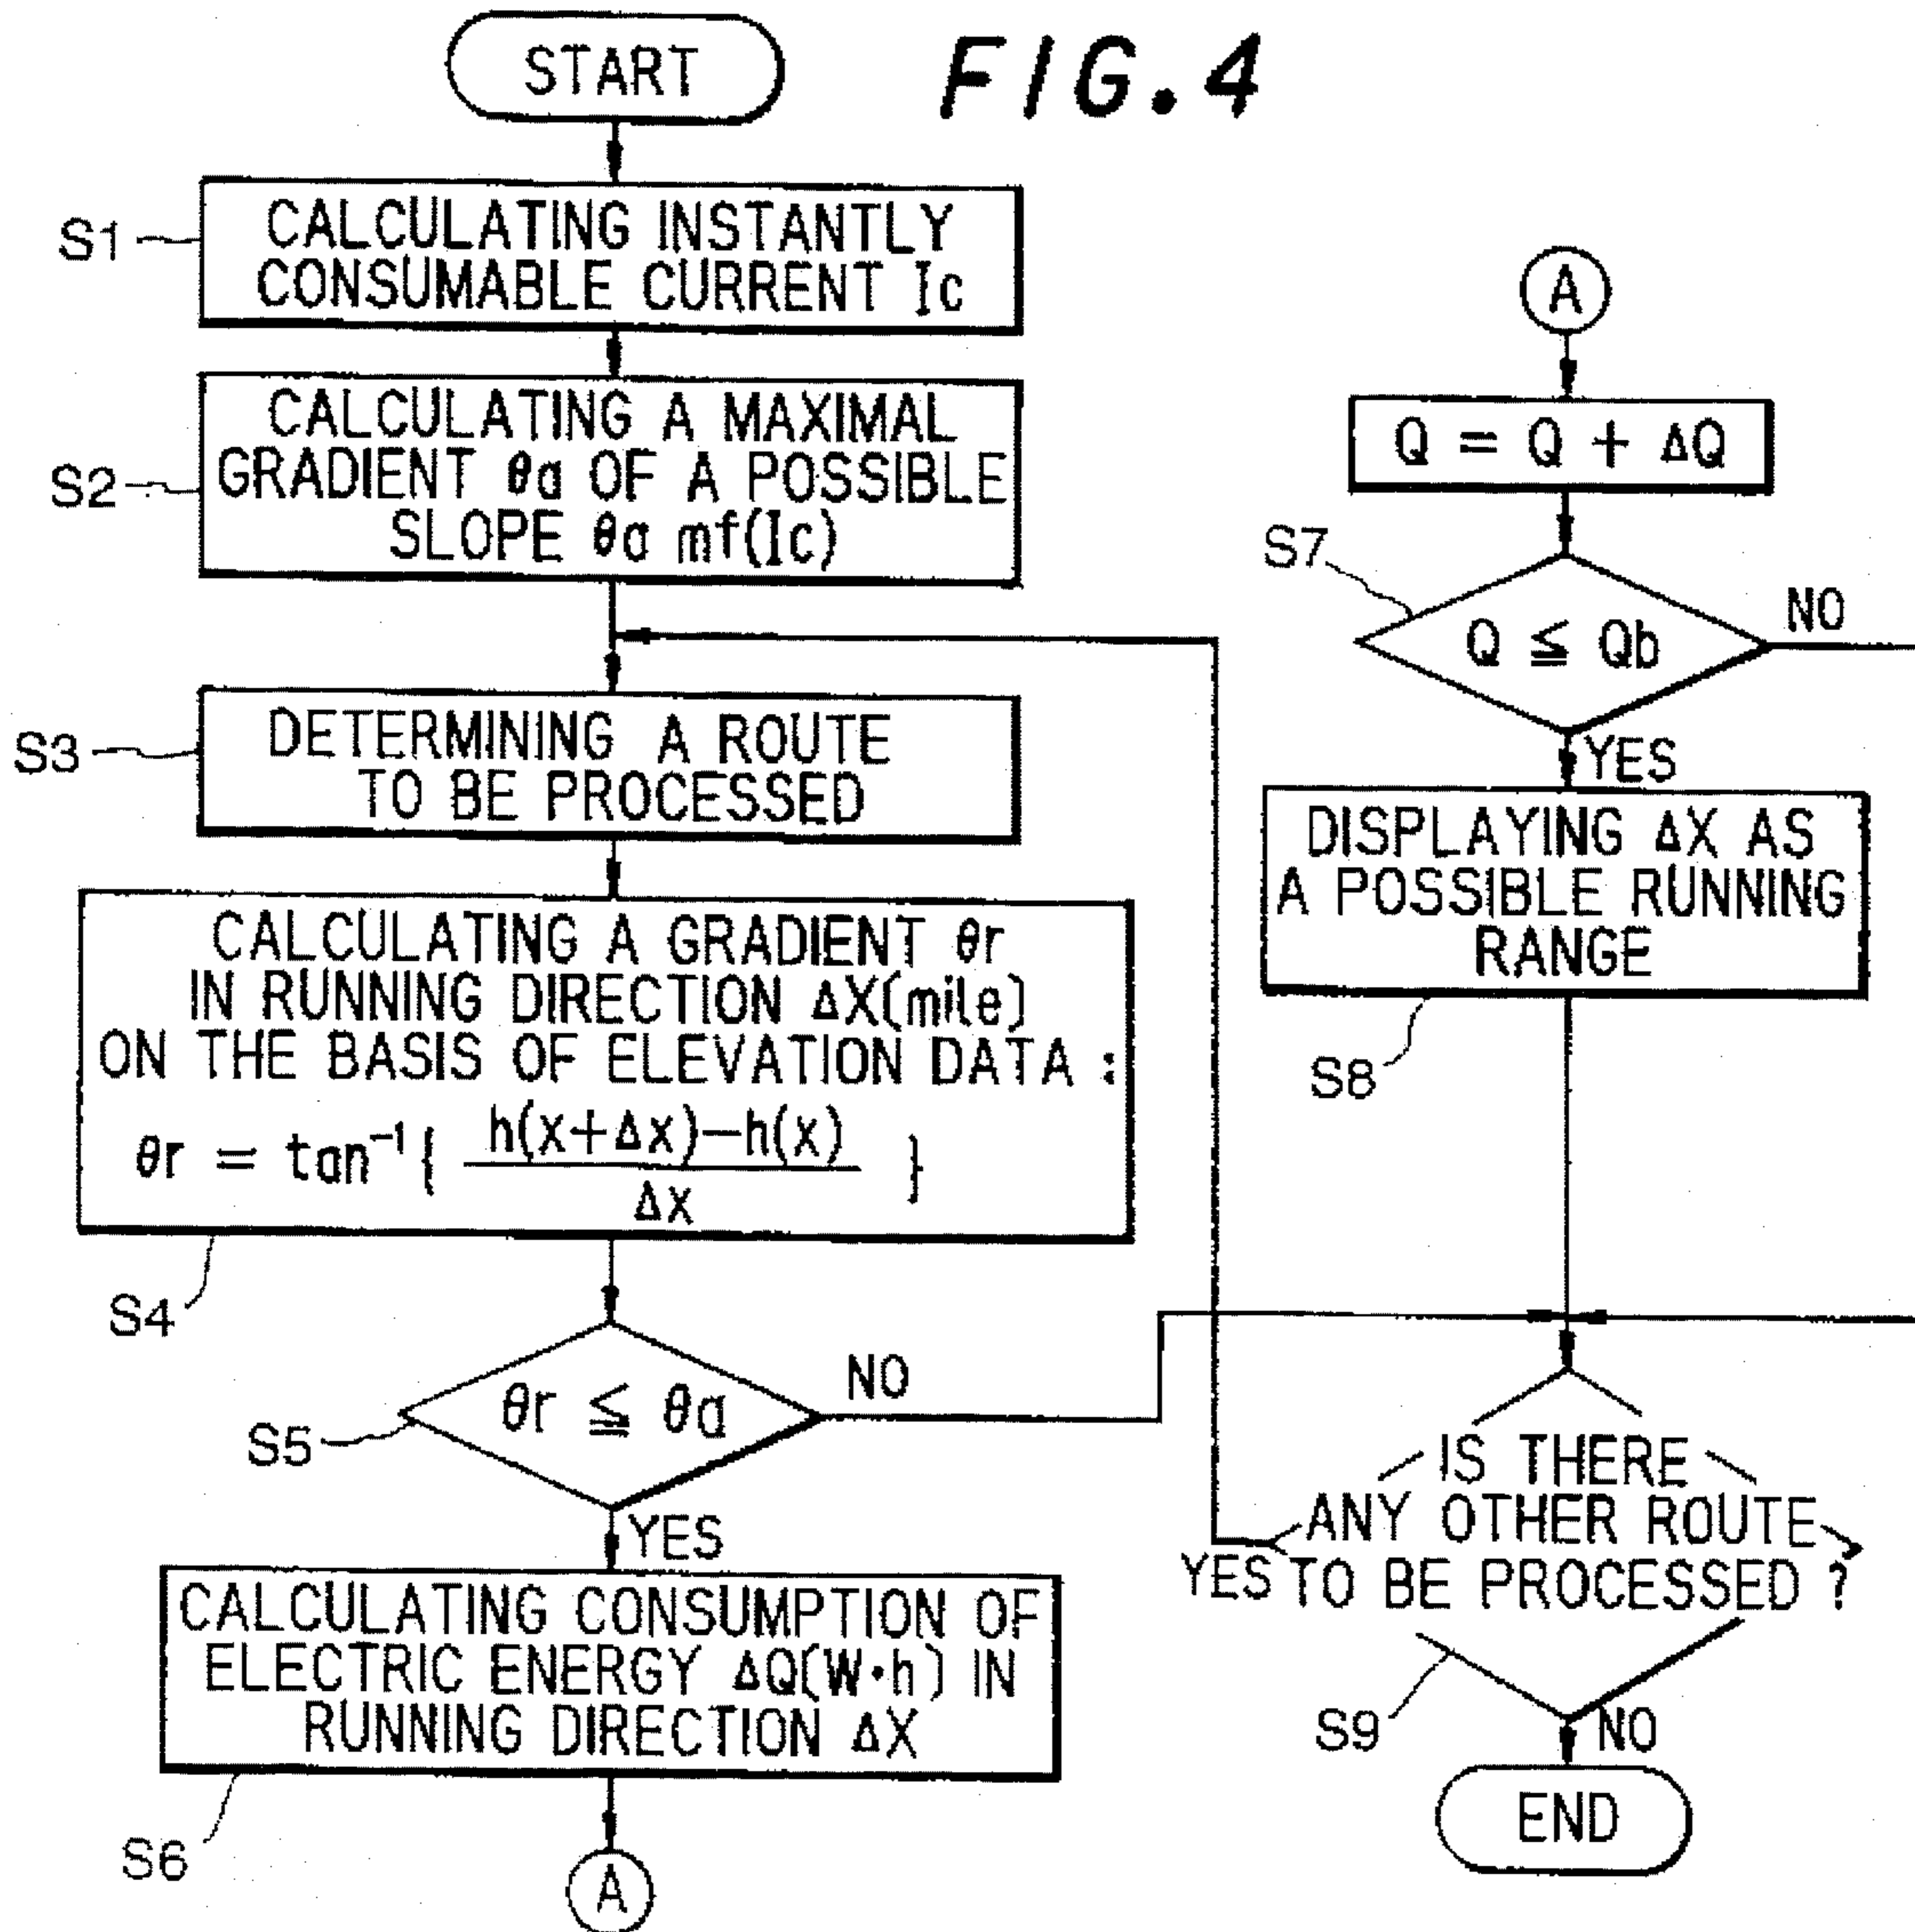 FIG.4
START
S1
CALCULATING INSTANTLY
CONSUMABLE CURRENT Ic
S2
CALCULATING A MAXIMAL
GRADIENT θa OF A POSSIBLE
SLOPE θa mf(Ic)
S3
DETERMINING A ROUTE
TO BE PROCESSED
CALCULATING A GRADIENT θr
IN RUNNING DIRECTION ΔX(mile)
ON THE BASIS OF ELEVATION DATA :
θr = tan⁻¹{ h(x+Δx)-h(x) / Δx }
S4
θr ≦ θa
NO
S5
YES
CALCULATING CONSUMPTION OF
ELECTRIC ENERGY ΔQ(W·h) IN
RUNNING DIRECTION ΔX
S6
A
A
Q = Q + ΔQ
S7
Q ≦ Qb
NO
YES
DISPLAYING ΔX AS
A POSSIBLE RUNNING
RANGE
S8
IS THERE
ANY OTHER ROUTE
TO BE PROCESSED ?
YES
S9
NO
END